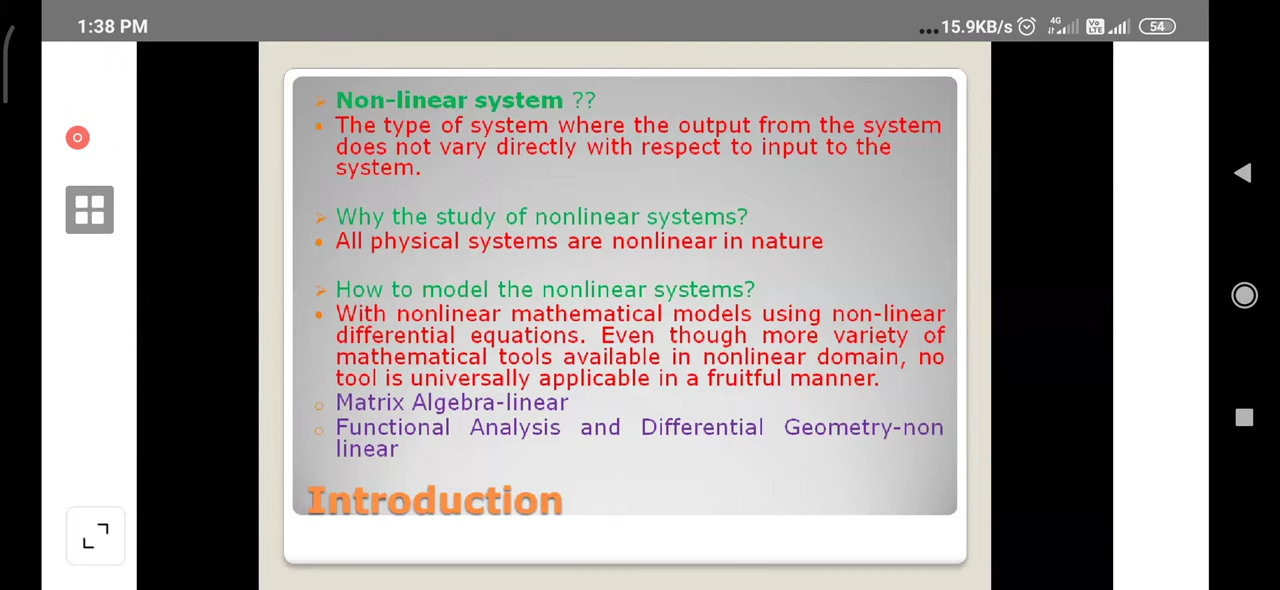 1:38 PM
...15.9KB/s 4G Vo LTE 54
Non-linear system ??
The type of system where the output from the system
does not vary directly with respect to input to the
system.
Why the study of nonlinear systems?
All physical systems are nonlinear in nature
How to model the nonlinear systems?
With nonlinear mathematical models using non-linear
differential equations. Even though more variety of
mathematical tools available in nonlinear domain, no
tool is universally applicable in a fruitful manner.
Matrix Algebra-linear
Functional Analysis and Differential Geometry-non
linear
Introduction